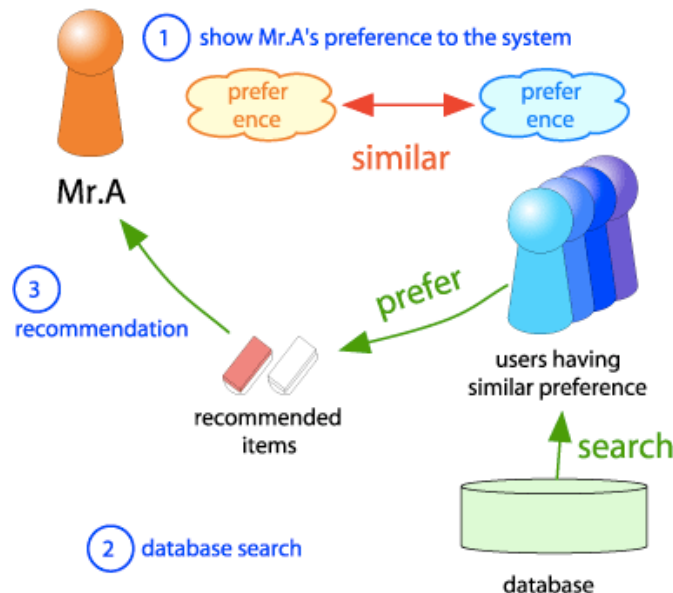 1 show Mr.A's preference to the system
prefer
ence
prefer
ence
similar
Mr.A
3
recommendation
prefer
recommended
items
users having
similar preference
search
2 database search
database